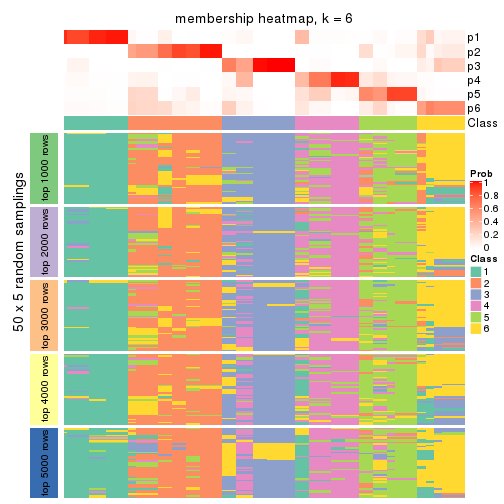 membership heatmap, k = 6
p1
p2
p3
p4
p5
p6
Class
50 x 5 random samplings
top 1000 rows
top 2000 rows
top 3000 rows
top 4000 rows
top 5000 rows
Prob
1
0.8
0.6
0.4
0.2
0
Class
1
2
3
4
5
6